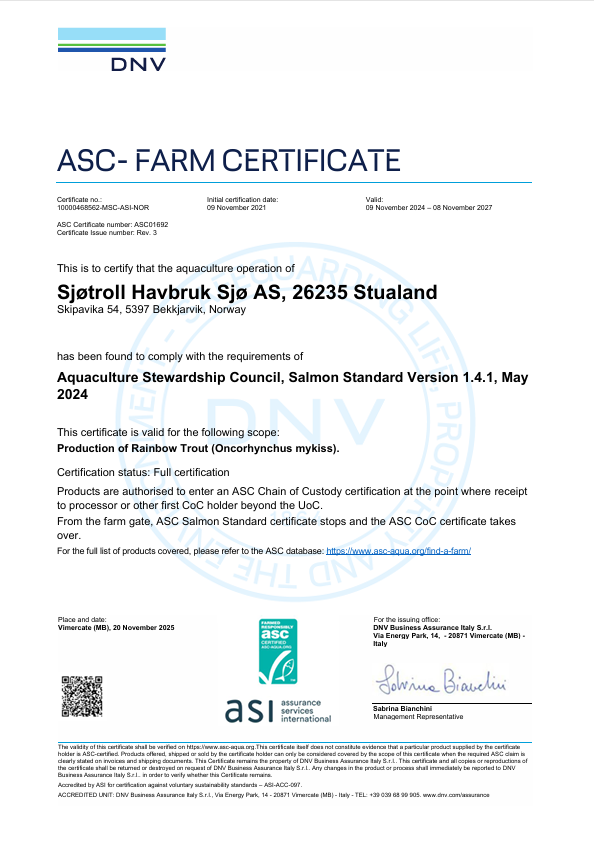 DNV
ASC- FARM CERTIFICATE
Certificate no.:
10000468562-MSC-ASI-NOR
Initial certification date:
09 November 2021
Valid:
09 November 2024 – 08 November 2027
ASC Certificate number: ASC01692
Certificate Issue number: Rev. 3
This is to certify that the aquaculture operation of
Sjøtroll Havbruk Sjø AS, 26235 Stualand
Skipavika 54, 5397 Bekkjarvik, Norway
has been found to comply with the requirements of
Aquaculture Stewardship Council, Salmon Standard Version 1.4.1, May
2024
This certificate is valid for the following scope:
Production of Rainbow Trout (Oncorhynchus mykiss).
Certification status: Full certification
Products are authorised to enter an ASC Chain of Custody certification at the point where receipt
to processor or other first CoC holder beyond the UoC.
From the farm gate, ASC Salmon Standard certificate stops and the ASC CoC certificate takes
over.
For the full list of products covered, please refer to the ASC database: https://www.asc-aqua.org/find-a-farm/
Place and date:
Vimercate (MB), 20 November 2025
FARMED
RESPONSIBLY
asc
CERTIFIED
ASC-AQUA.ORG
asi assurance
services
international
For the issuing office:
DNV Business Assurance Italy S.r.l.
Via Energy Park, 14, - 20871 Vimercate (MB) -
Italy
Sabrina Bianchini
Sabrina Bianchini
Management Representative
The validity of this certificate shall be verified on https://www.asc-aqua.org.This certificate itself does not constitute evidence that a particular product supplied by the certificate
holder is ASC-certified. Products offered, shipped or sold by the certificate holder can only be considered covered by the scope of this certificate when the required ASC claim is
clearly stated on invoices and shipping documents. This Certificate remains the property of DNV Business Assurance Italy S.r.l.. This certificate and all copies or reproductions of
the certificate shall be returned or destroyed on request of DNV Business Assurance Italy S.r.l.. Any changes in the product or process shall immediately be reported to DNV
Business Assurance Italy S.r.l.. in order to verify whether this Certificate remains.
Accredited by ASI for certification against voluntary sustainability standards – ASI-ACC-097.
ACCREDITED UNIT: DNV Business Assurance Italy S.r.l., Via Energy Park, 14 - 20871 Vimercate (MB) - Italy - TEL: +39 039 68 99 905. www.dnv.com/assurance